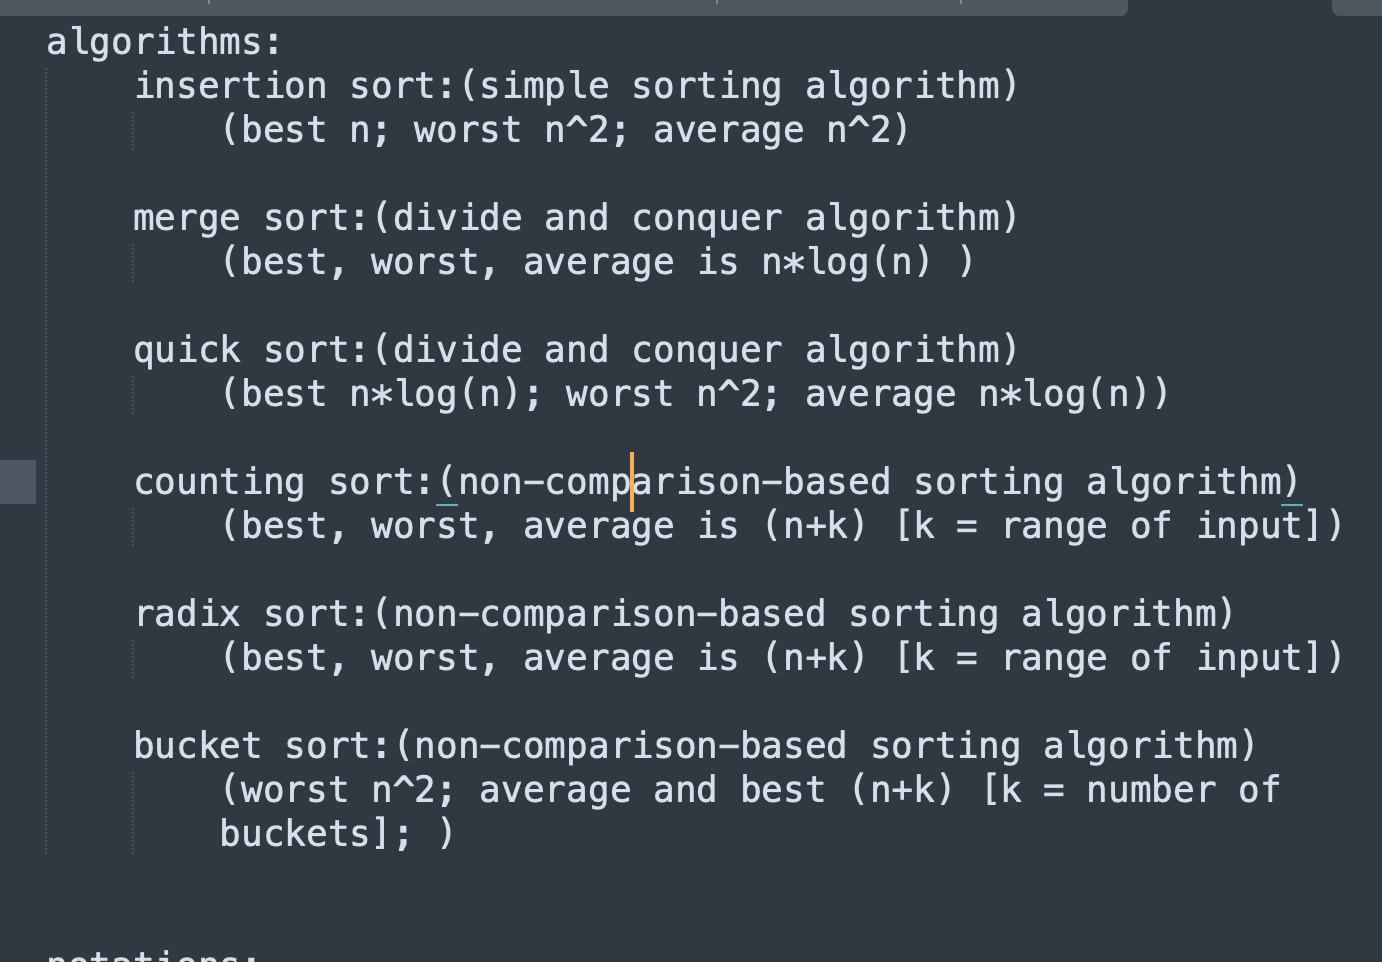 algorithms:
insertion sort:(simple sorting algorithm)
(best n; worst n^2; average n^2)
merge sort:(divide and conquer algorithm)
(best, worst, average is n*log(n) )
quick sort:(divide and conquer algorithm)
(best n*log(n); worst n^2; average n*log(n))
counting sort:(non-comparison-based sorting algorithm)
(best, worst, average is (n+k) [k = range of input])
radix sort:(non-comparison-based sorting algorithm)
(best, worst, average is (n+k) [k = range of input])
bucket sort:(non-comparison-based sorting algorithm)
(worst n^2; average and best (n+k) [k = number of
buckets]; )
notations: